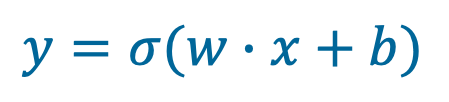 y = σ(w · x + b)